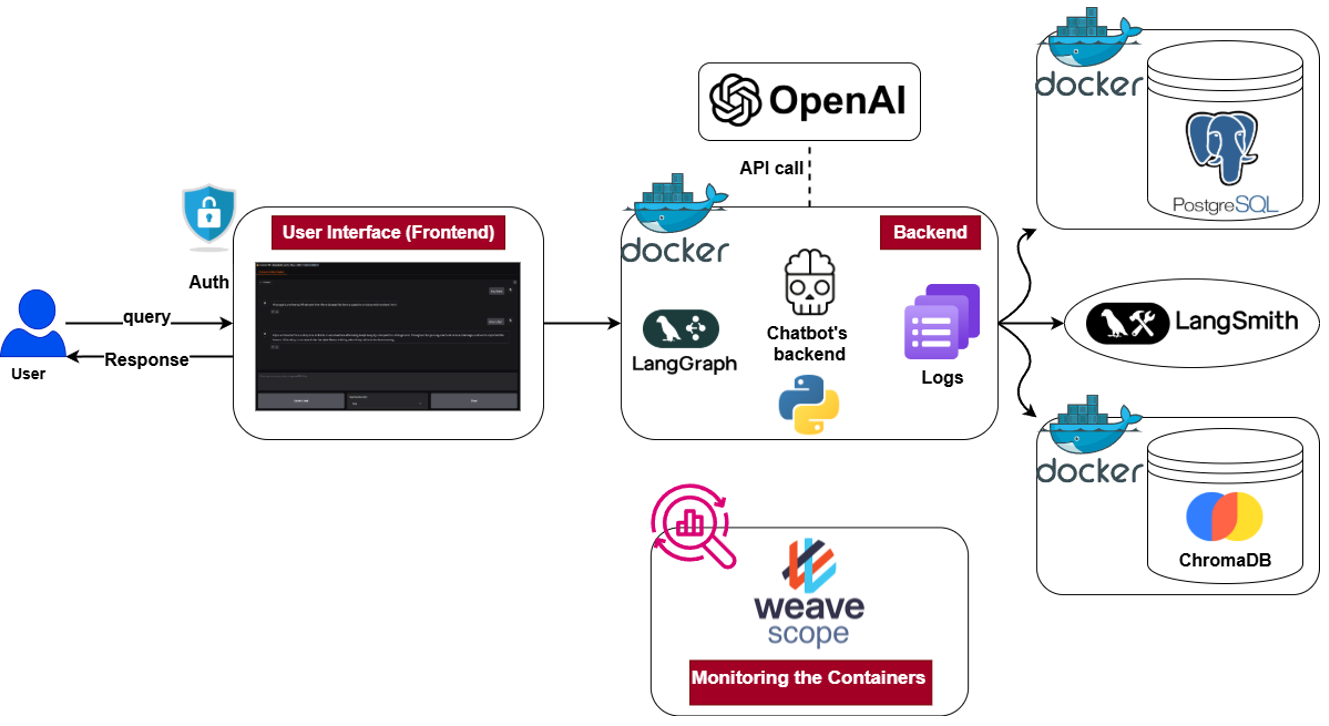 docker
PostgreSQL
OpenAI
API call
docker
Auth
User Interface (Frontend)
Backend
query
Response
User
LangGraph
Chatbot's
backend
Logs
LangSmith
docker
ChromaDB
weave
scope
Monitoring the Containers